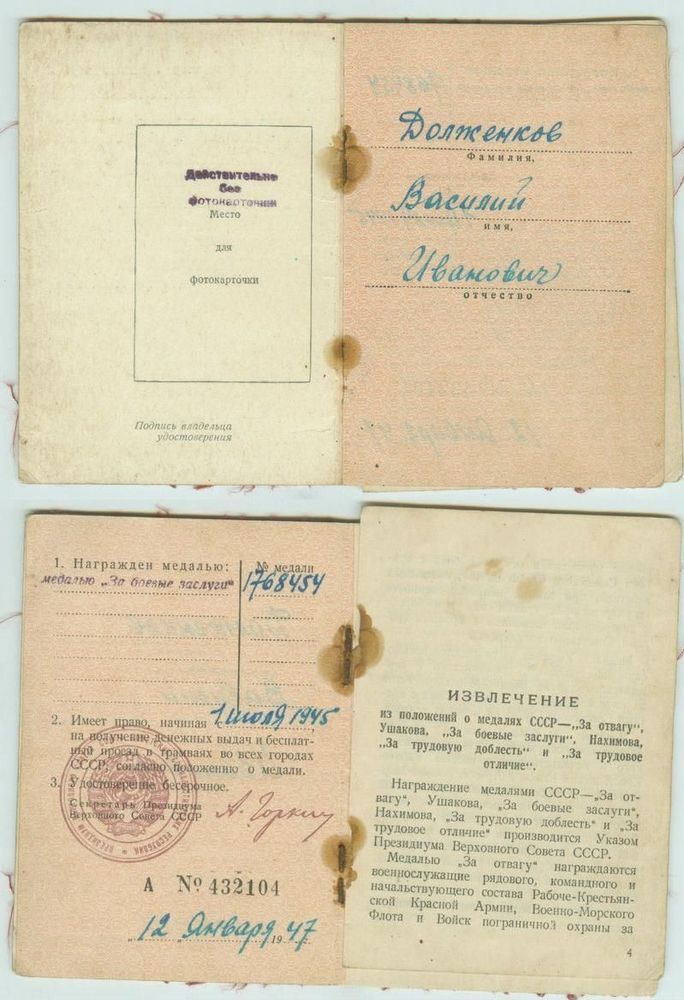 Действительно
без
фотокарточки
Место
для
фотокарточки
Подпись владельца
удостоверения
Долженков
Фамилия,
Василий
имя,
Иванович
отчество
1. Награжден медалью:
№ медали
медалью „За боевые заслуги“
1768454
2. Имеет право, начиная с 1 июля 1945
на получение денежных выдач и бесплат-
ный проезд в трамваях во всех городах
СССР, согласно положению о медали.
3. Удостоверение бесрочное.
Секретарь Президиума
Верховного Совета СССР
А. Горкин
А № 432104
„12 „ Января 1947 г.
ИЗВЛЕЧЕНИЕ
из положений о медалях СССР—„За отвагу“,
Ушакова, „За боевые заслуги“, Нахимова,
„За трудовую доблесть“ и „За трудовое
отличие“.
Награждение медалями СССР—„За от-
вагу“, Ушакова, „За боевые заслуги“,
Нахимова, „За трудовую доблесть“ и „За
трудовое отличие“ производится Указом
Президиума Верховного Совета СССР.
Медалью „За отвагу“ награждаются
военнослужащие рядового, командного и
начальствующего состава Рабоче-Крестьян-
ской Красной Армии, Военно-Морского
Флота и Войск пограничной охраны за
4